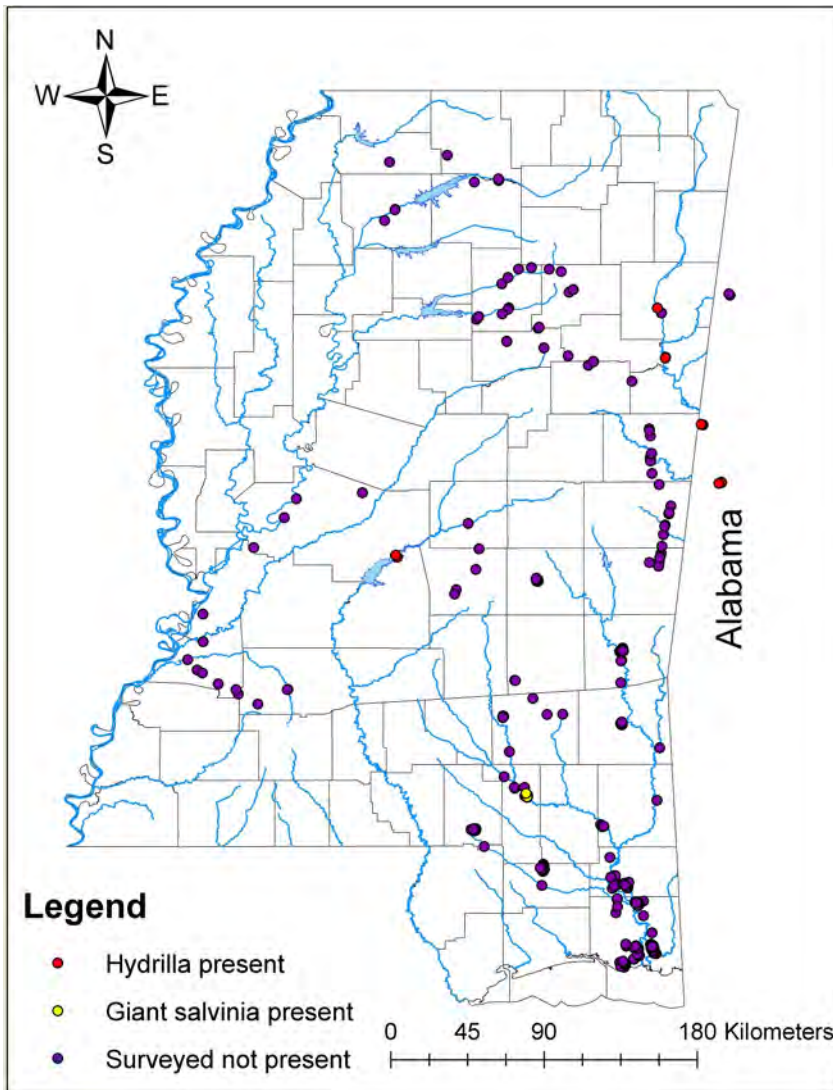 N
W E
S
Alabama
Legend
Hydrilla present
Giant salvinia present
Surveyed not present
0 45 90 180 Kilometers